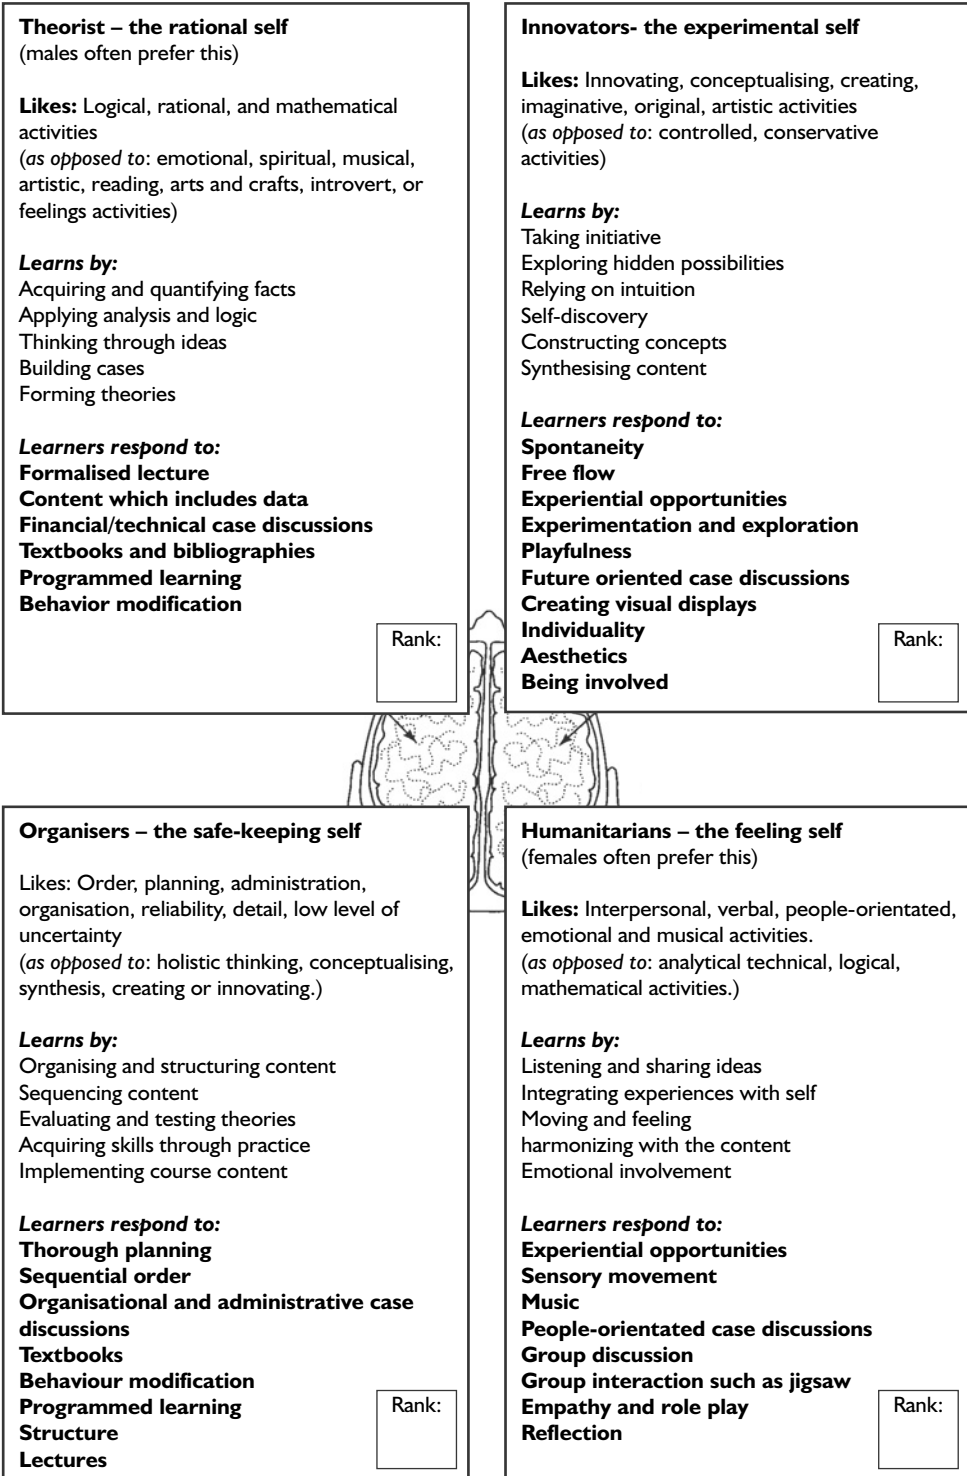 Theorist – the rational self
(males often prefer this)
Likes: Logical, rational, and mathematical
activities
(as opposed to: emotional, spiritual, musical,
artistic, reading, arts and crafts, introvert, or
feelings activities)
Learns by:
Acquiring and quantifying facts
Applying analysis and logic
Thinking through ideas
Building cases
Forming theories
Learners respond to:
Formalised lecture
Content which includes data
Financial/technical case discussions
Textbooks and bibliographies
Programmed learning
Behavior modification
Rank:
Innovators- the experimental self
Likes: Innovating, conceptualising, creating,
imaginative, original, artistic activities
(as opposed to: controlled, conservative
activities)
Learns by:
Taking initiative
Exploring hidden possibilities
Relying on intuition
Self-discovery
Constructing concepts
Synthesising content
Learners respond to:
Spontaneity
Free flow
Experiential opportunities
Experimentation and exploration
Playfulness
Future oriented case discussions
Creating visual displays
Individuality
Aesthetics
Being involved
Rank:
Organisers – the safe-keeping self
Likes: Order, planning, administration,
organisation, reliability, detail, low level of
uncertainty
(as opposed to: holistic thinking, conceptualising,
synthesis, creating or innovating.)
Learns by:
Organising and structuring content
Sequencing content
Evaluating and testing theories
Acquiring skills through practice
Implementing course content
Learners respond to:
Thorough planning
Sequential order
Organisational and administrative case
discussions
Textbooks
Behaviour modification
Programmed learning
Structure
Lectures
Rank:
Humanitarians – the feeling self
(females often prefer this)
Likes: Interpersonal, verbal, people-orientated,
emotional and musical activities.
(as opposed to: analytical technical, logical,
mathematical activities.)
Learns by:
Listening and sharing ideas
Integrating experiences with self
Moving and feeling
harmonizing with the content
Emotional involvement
Learners respond to:
Experiential opportunities
Sensory movement
Music
People-orientated case discussions
Group discussion
Group interaction such as jigsaw
Empathy and role play
Reflection
Rank: